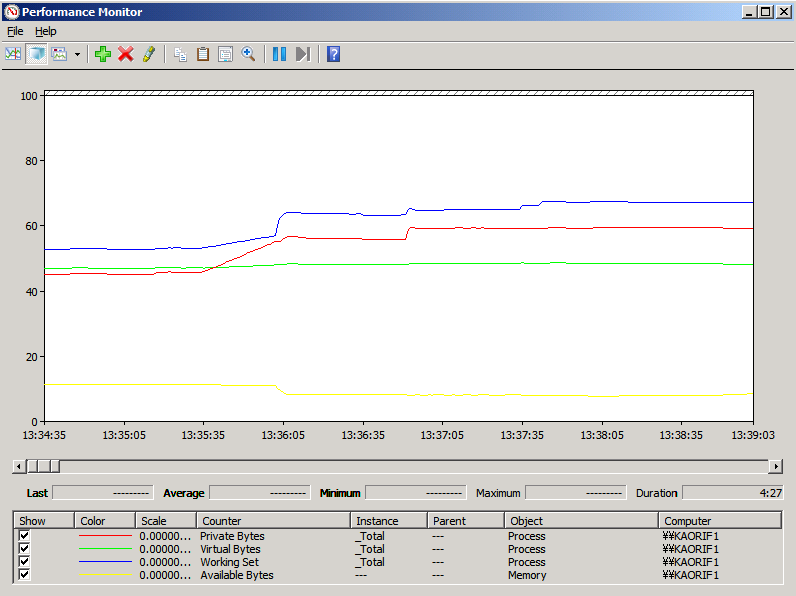 Performance Monitor
File Help
100
80
60
40
20
0
13:34:35 13:35:05 13:35:35 13:36:05 13:36:35 13:37:05 13:37:35 13:38:05 13:38:35 13:39:03
Last --------- Average --------- Minimum --------- Maximum --------- Duration 4:27
Show Color Scale Counter Instance Parent Object Computer
0.00000... Private Bytes _Total --- Process ¥¥KAORIF1
0.00000... Virtual Bytes _Total --- Process ¥¥KAORIF1
0.00000... Working Set _Total --- Process ¥¥KAORIF1
0.00000... Available Bytes --- --- Memory ¥¥KAORIF1